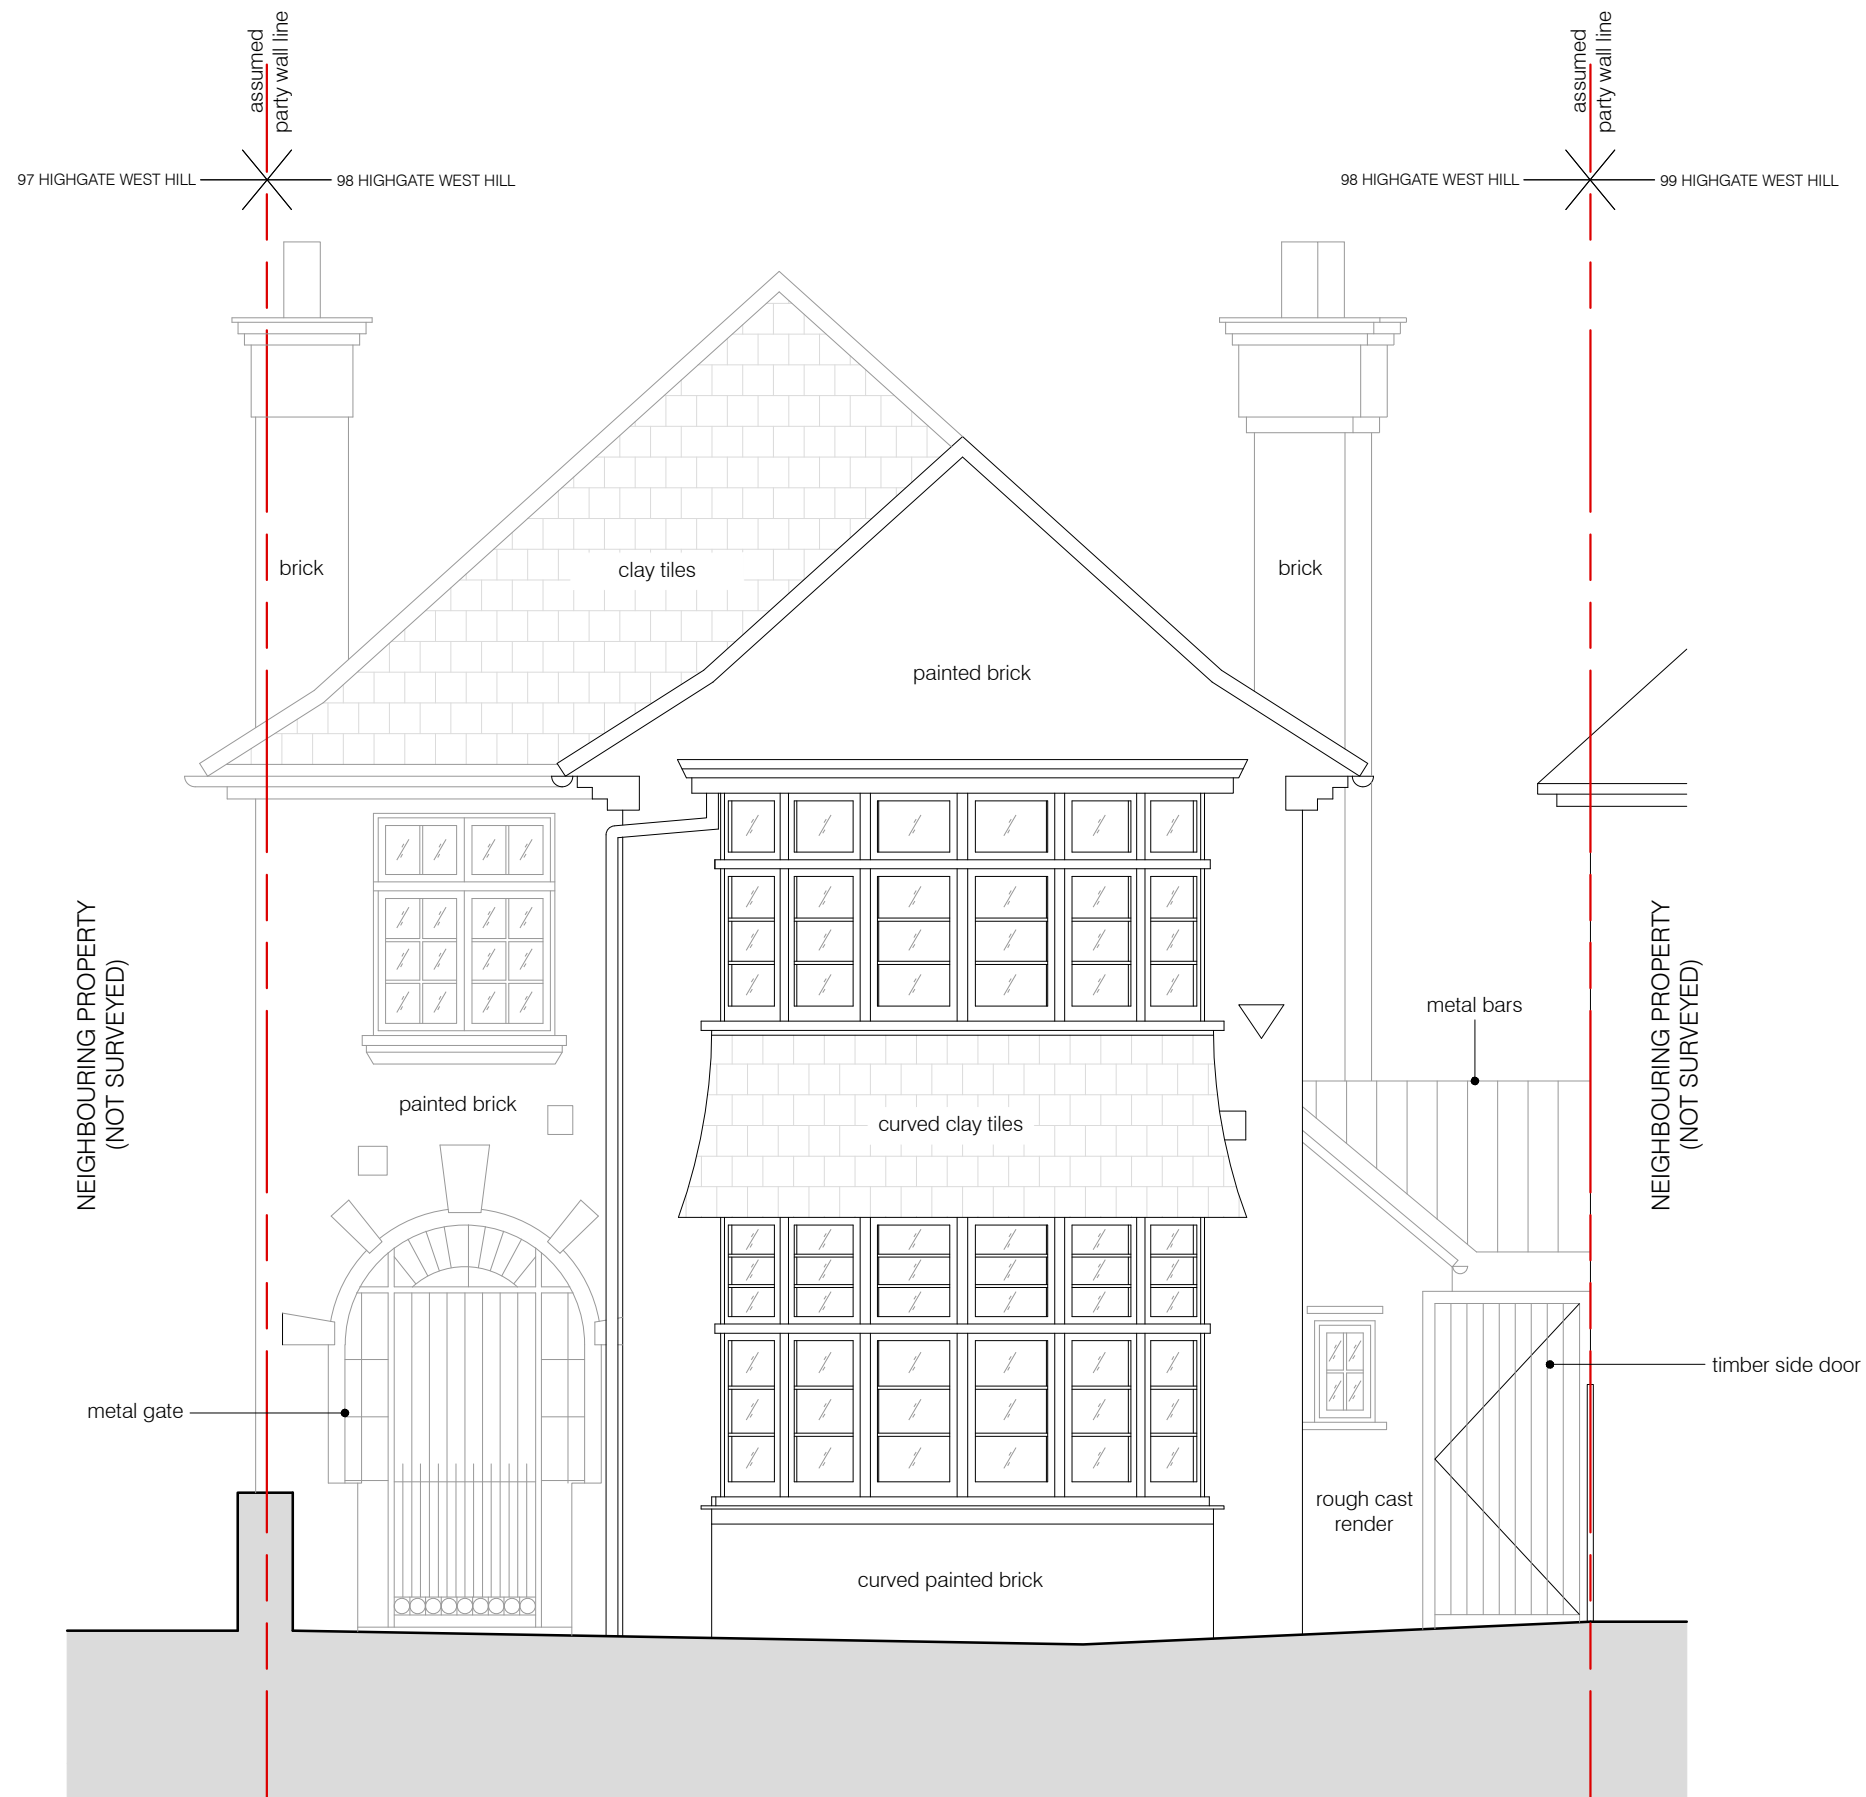 assumed
party wall line
assumed
party wall line
97 HIGHGATE WEST HILL
98 HIGHGATE WEST HILL
98 HIGHGATE WEST HILL
99 HIGHGATE WEST HILL
brick
clay tiles
brick
painted brick
NEIGHBOURING PROPERTY
(NOT SURVEYED)
NEIGHBOURING PROPERTY
(NOT SURVEYED)
metal bars
painted brick
curved clay tiles
timber side door
metal gate
rough cast
render
curved painted brick